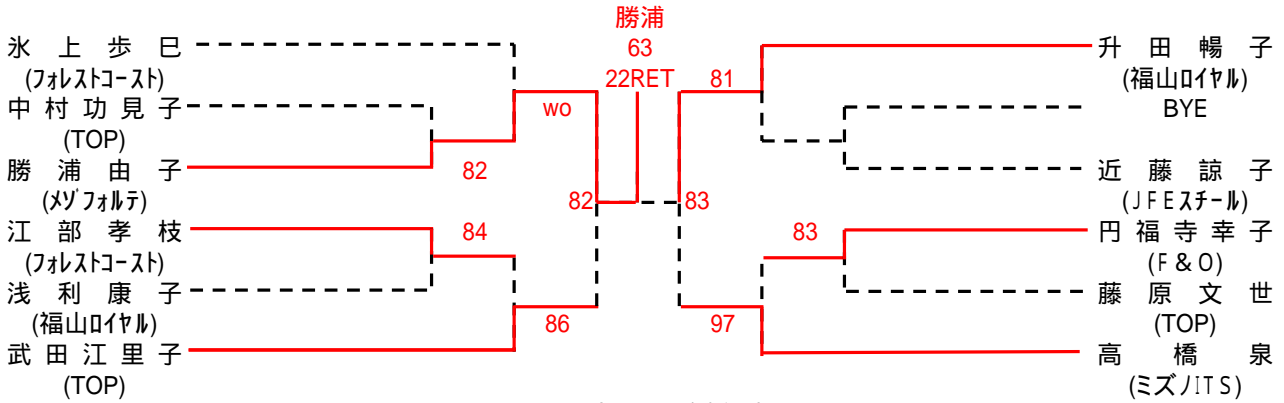 勝浦
63
22RET
氷上歩巳
(フォレストコースト)
中村功見子
(TOP)
勝浦由子
(メゾフォルテ)
江部孝枝
(フォレストコースト)
浅利康子
(福山ロイヤル)
武田江里子
(TOP)
wo
82
82
84
86
81
83
83
97
升田暢子
(福山ロイヤル)
BYE
近藤諒子
(JFEスチール)
円福寺幸子
(F&O)
藤原文世
(TOP)
高橋泉
(ミズノITS)